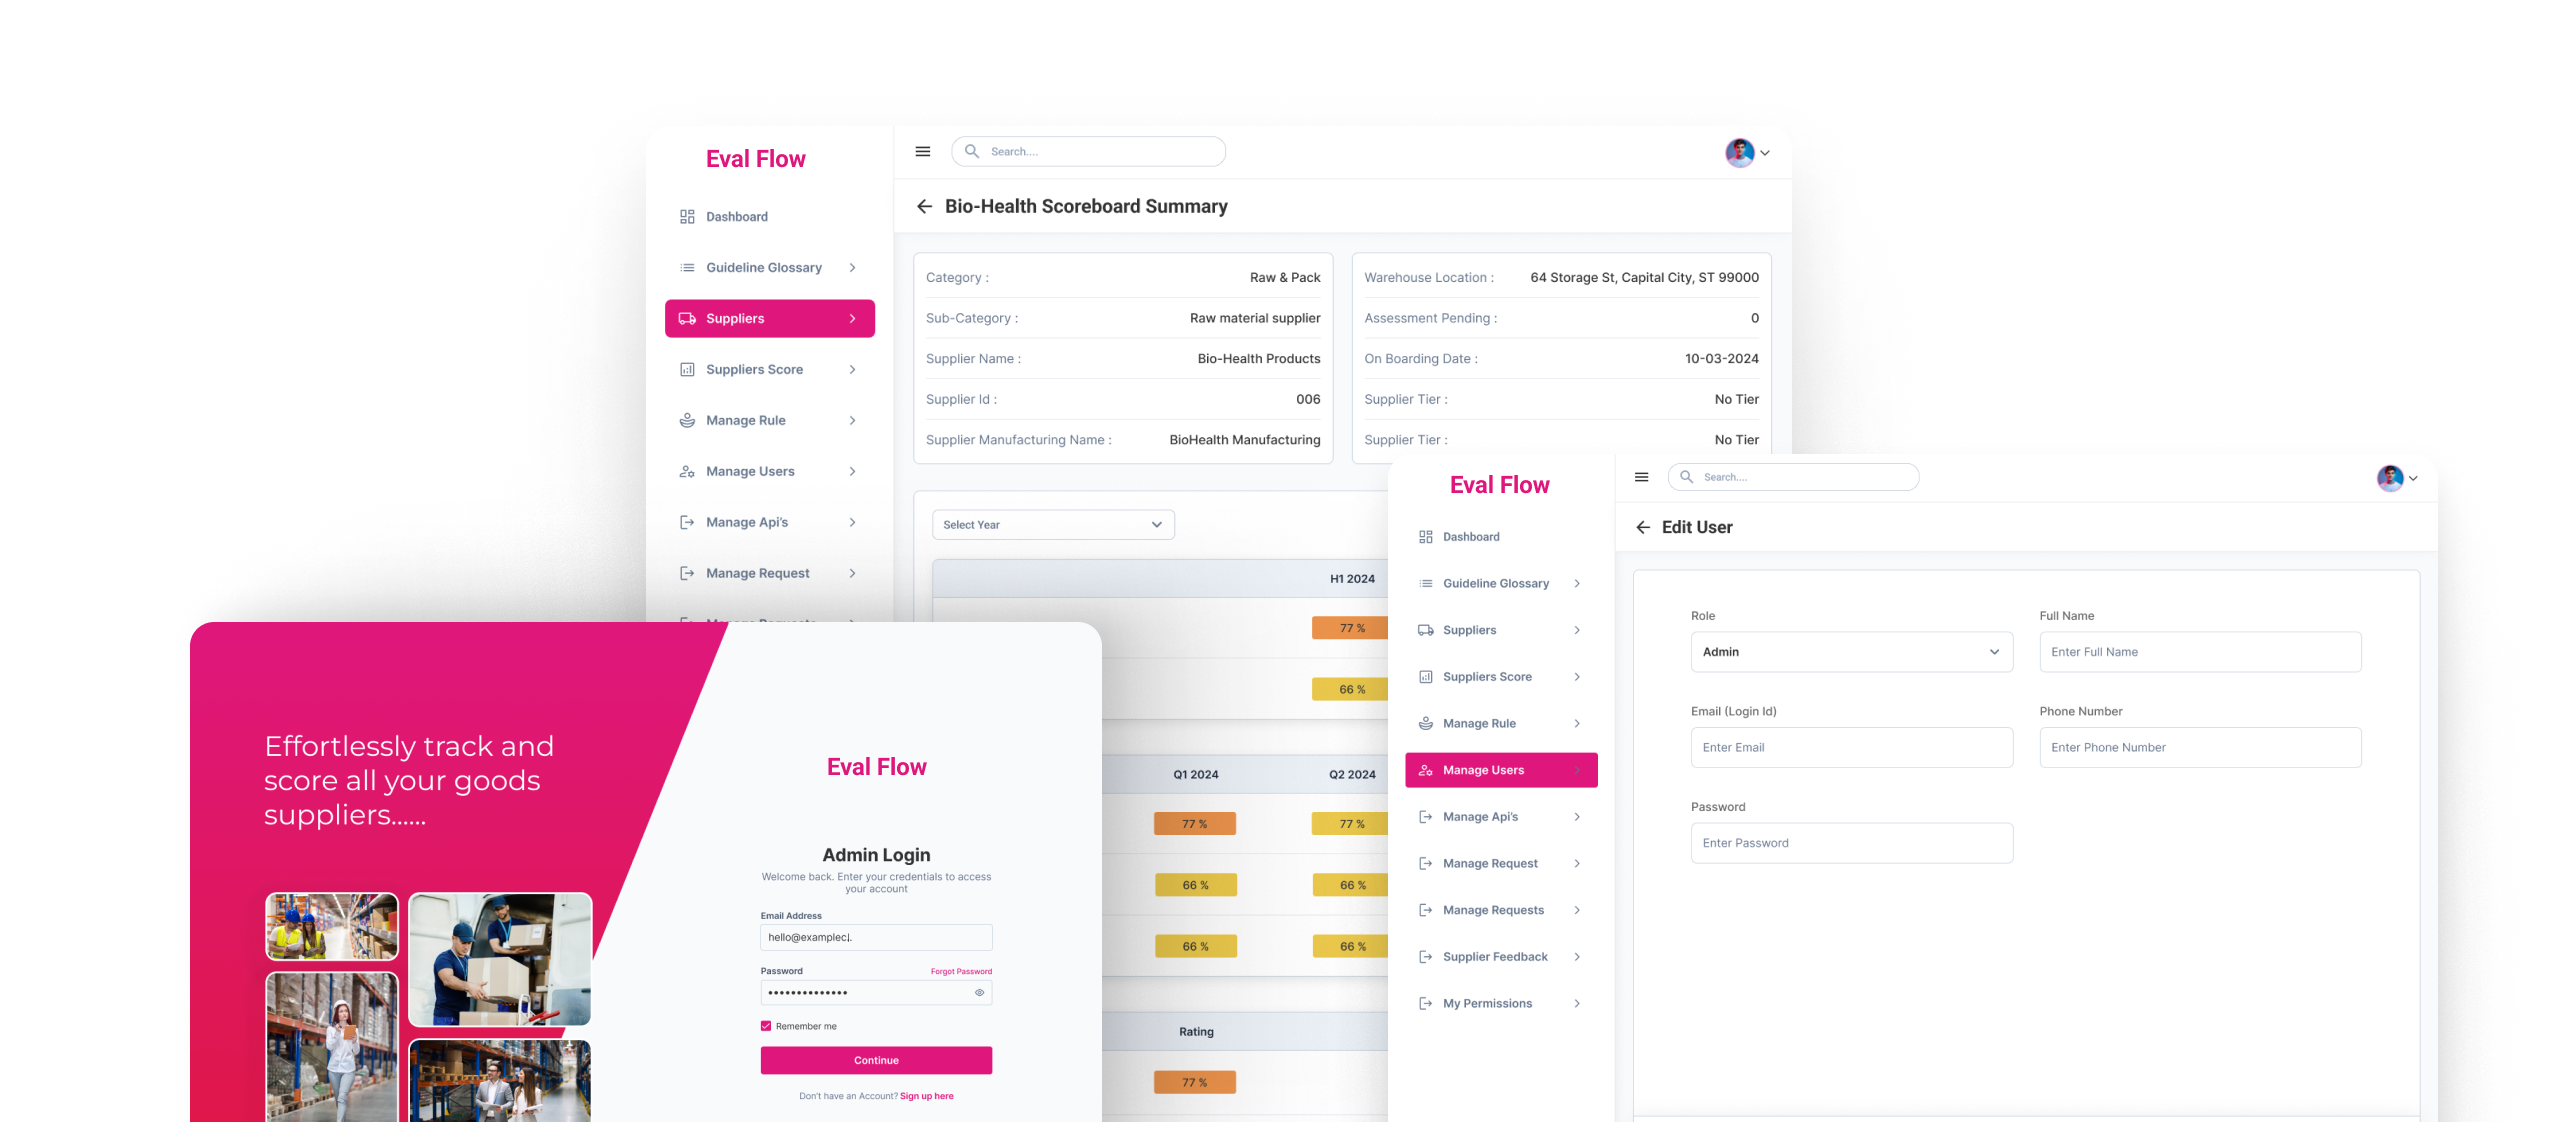 Eval Flow
Dashboard
Guideline Glossary
Suppliers
Suppliers Score
Manage Rule
Manage Users
Manage Api's
Manage Request
Manage Requests
Search....
Bio-Health Scoreboard Summary
Category : Raw & Pack
Sub-Category : Raw material supplier
Supplier Name : Bio-Health Products
Supplier Id : 006
Supplier Manufacturing Name : BioHealth Manufacturing
Warehouse Location : 64 Storage St, Capital City, ST 99000
Assessment Pending : 0
On Boarding Date : 10-03-2024
Supplier Tier : No Tier
Supplier Tier : No Tier
Select Year
H1 2024
77 %
66 %
Q1 2024 Q2 2024
77 % 77 %
66 % 66 %
66 % 66 %
Rating
77 %
Effortlessly track and
score all your goods
suppliers......
Eval Flow
Admin Login
Welcome back. Enter your credentials to access
your account
Email Address
hello@examplec|.
Password Forgot Password
••••••••••••••
Remember me
Continue
Don't have an Account? Sign up here
Eval Flow
Dashboard
Guideline Glossary
Suppliers
Suppliers Score
Manage Rule
Manage Users
Manage Api's
Manage Request
Manage Requests
Supplier Feedback
My Permissions
Search....
Edit User
Role
Admin
Full Name
Enter Full Name
Email (Login Id)
Enter Email
Phone Number
Enter Phone Number
Password
Enter Password